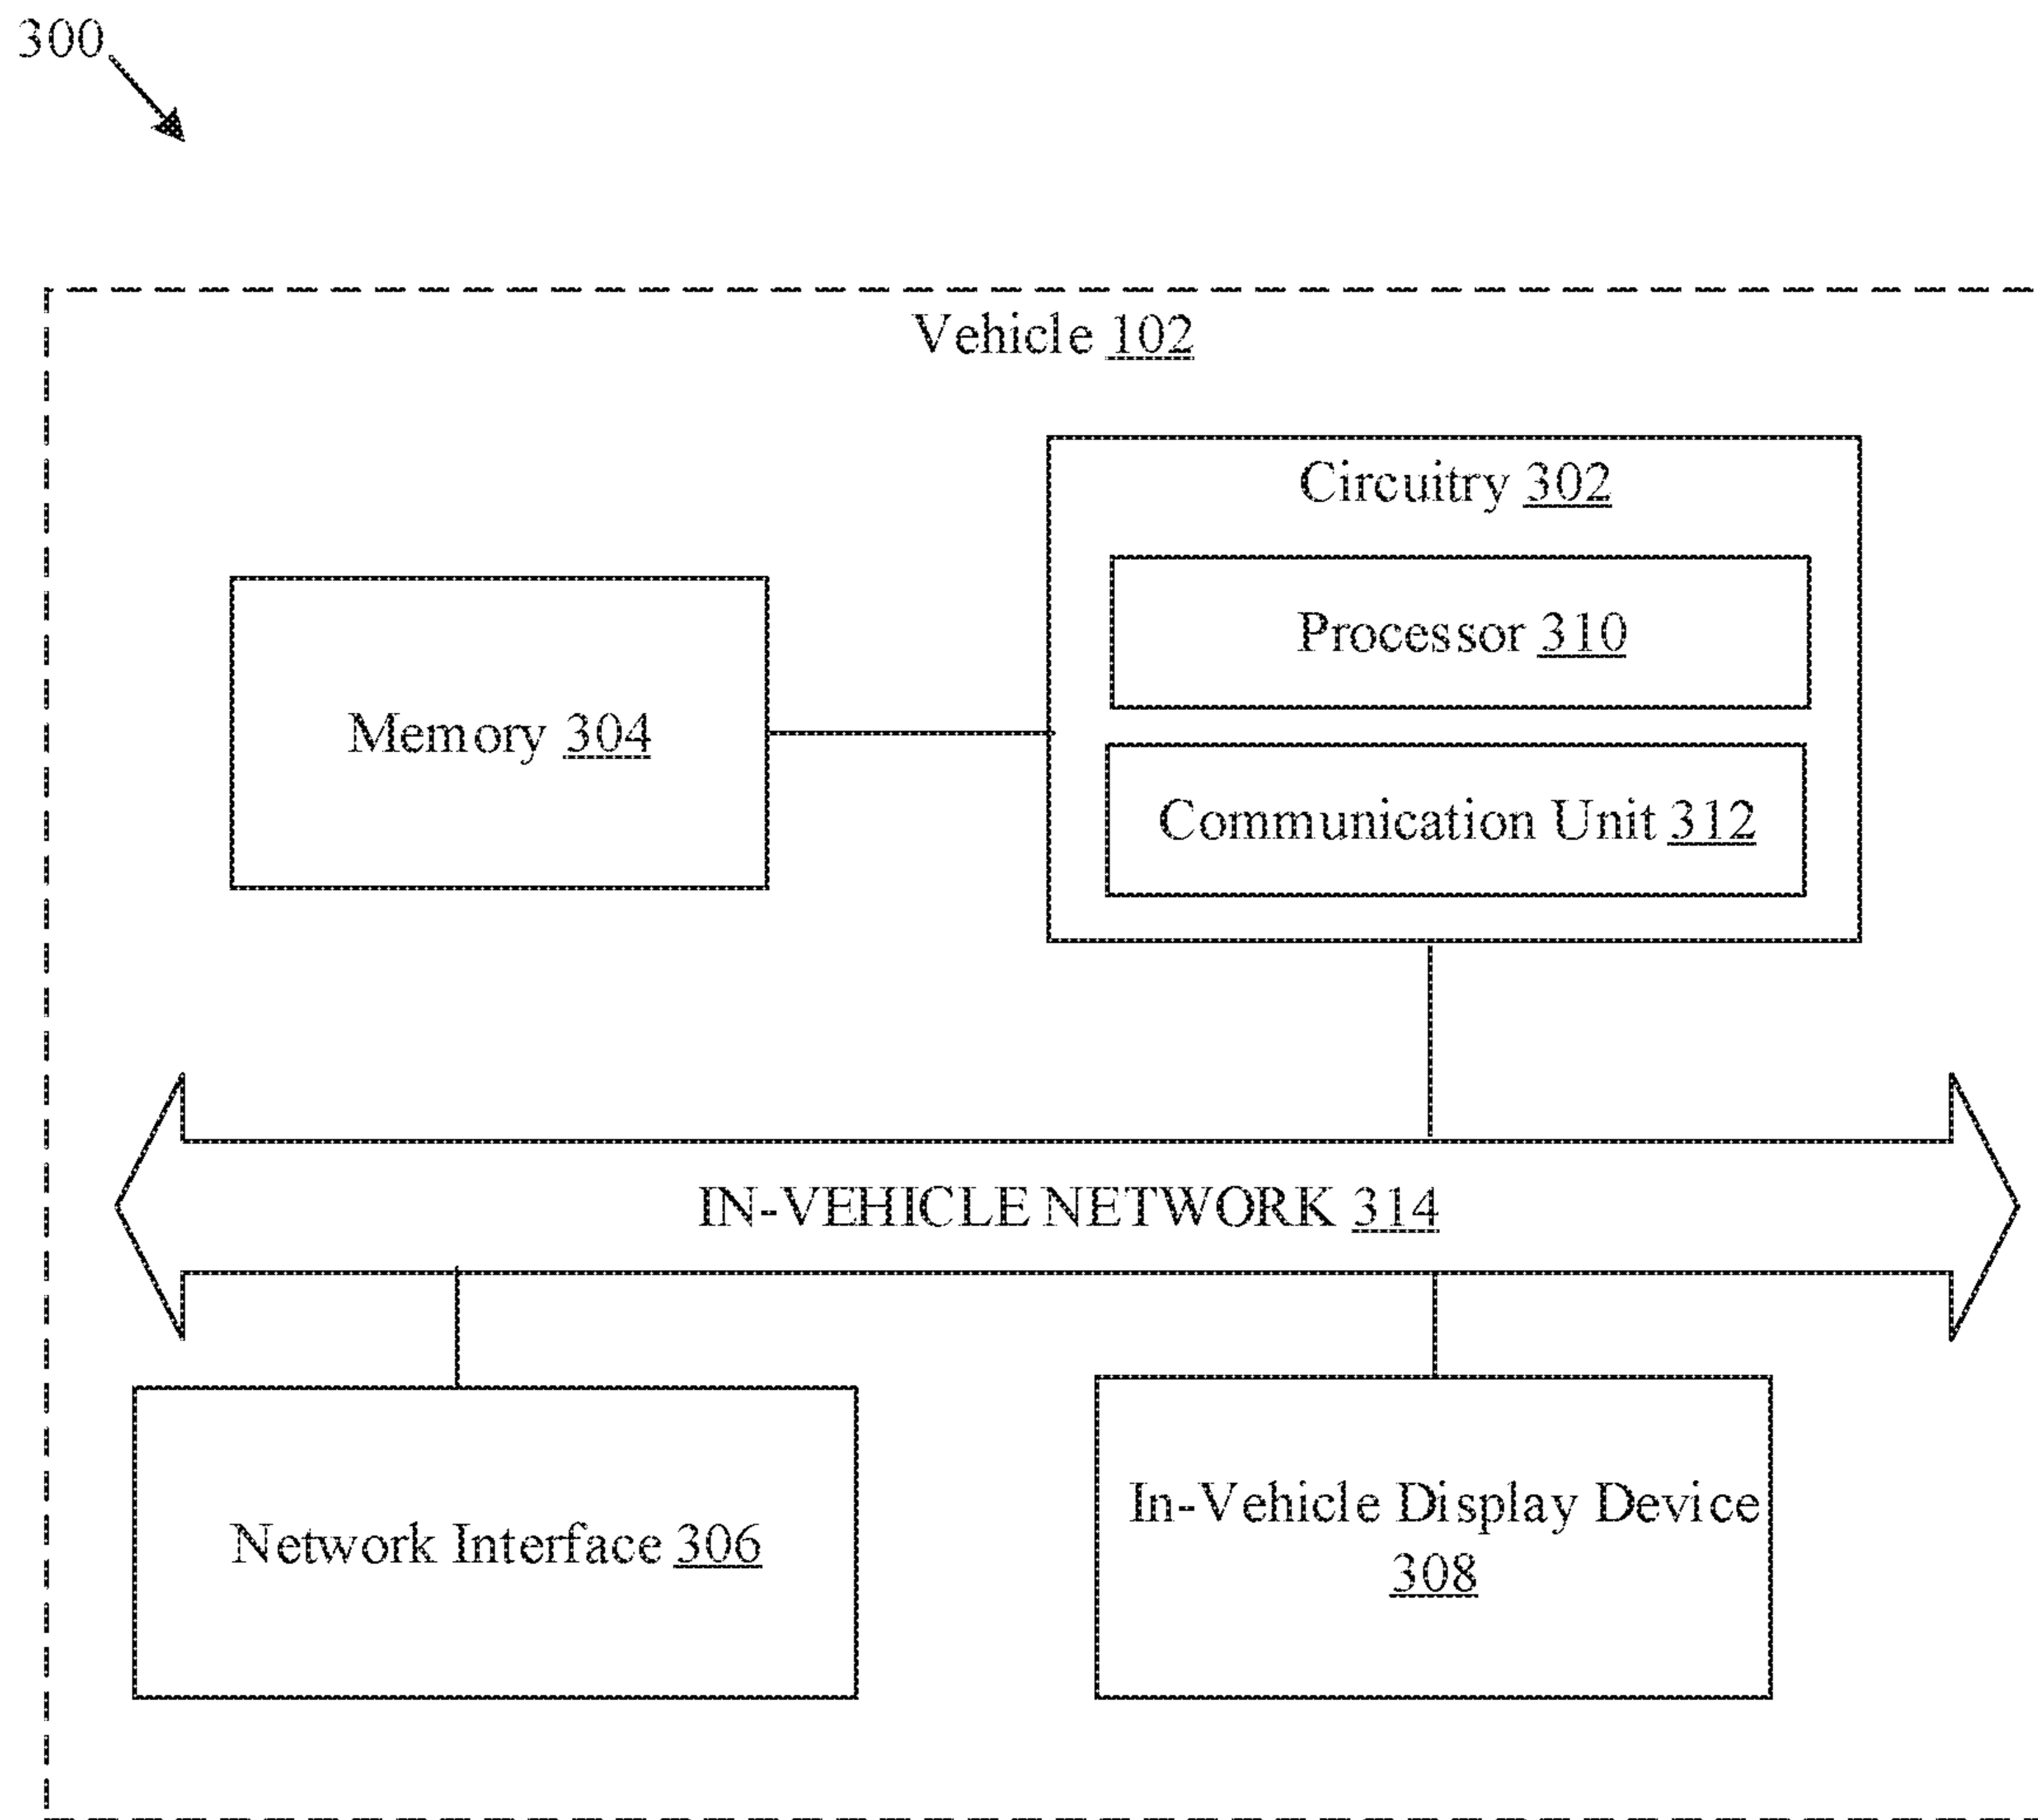 300
Vehicle 102
Circuitry 302
Processor 310
Memory 304
Communication Unit 312
IN-VEHICLE NETWORK 314
Network Interface 306
In-Vehicle Display Device
308